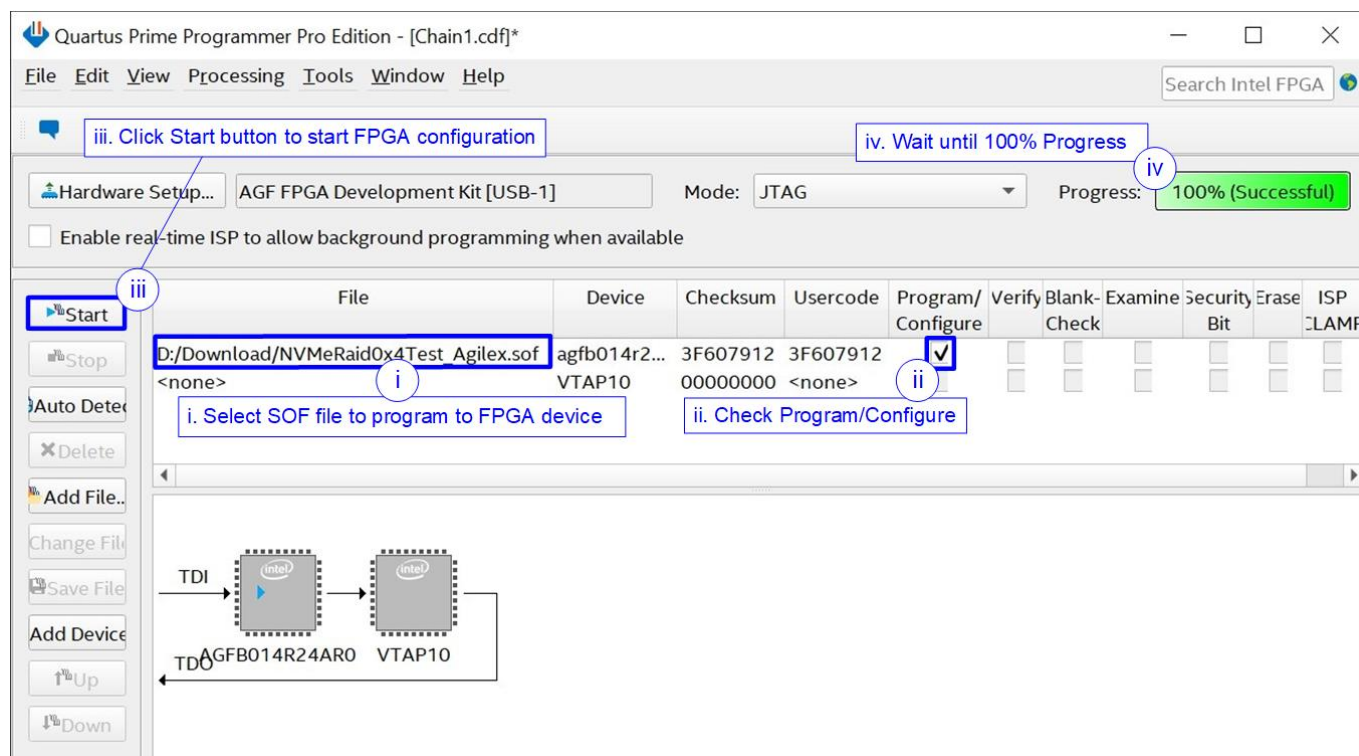 Quartus Prime Programmer Pro Edition - [Chain1.cdf]*
File Edit View Processing Tools Window Help
Search Intel FPGA
iii. Click Start button to start FPGA configuration
iv. Wait until 100% Progress
iv
Hardware Setup... AGF FPGA Development Kit [USB-1] Mode: JTAG Progress: 100% (Successful)
Enable real-time ISP to allow background programming when available
iii
Start
Stop
Auto Detec
Delete
Add File..
Change File
Save File
Add Device
Up
Down
File Device Checksum Usercode Program/ Verify Blank- Examine Security Erase ISP
Configure Check Bit CLAMP
D:/Download/NVMeRaid0x4Test_Agilex.sof agfb014r2... 3F607912 3F607912
<none> VTAP10 00000000 <none>
i
ii
i. Select SOF file to program to FPGA device
ii. Check Program/Configure
TDI
intel
intel
AGFB014R24AR0 VTAP10
TDO